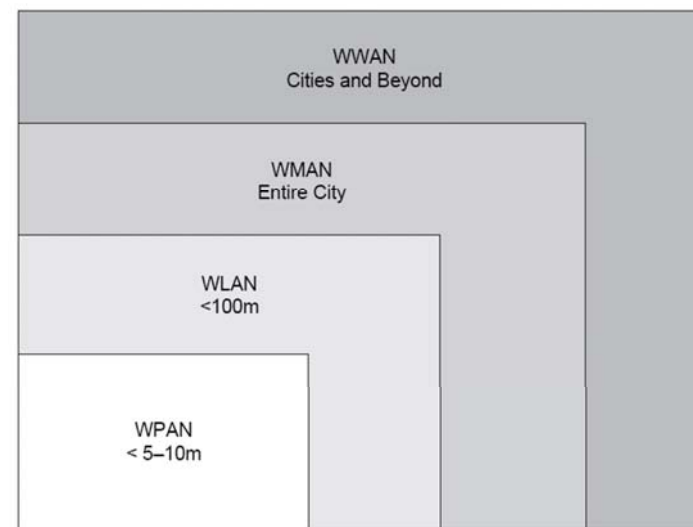 WWAN
Cities and Beyond
WMAN
Entire City
WLAN
<100m
WPAN
< 5–10m